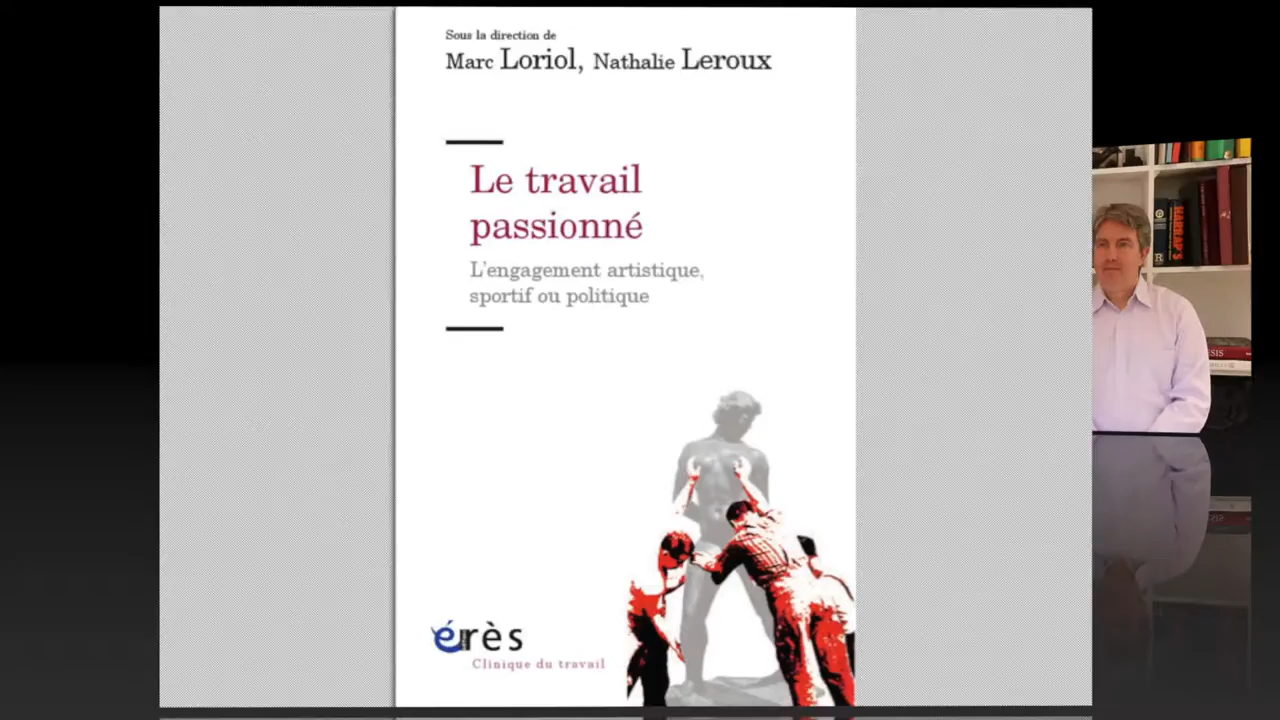 Sous la direction de
Marc Loriol, Nathalie Leroux
Le travail
passionné
L'engagement artistique,
sportif ou politique
érès
Clinique du travail
HARRAP'S